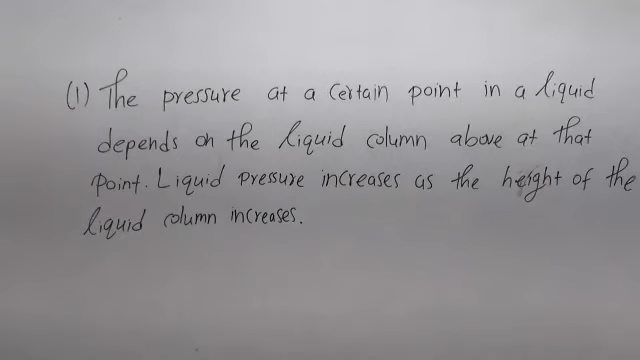 (1) The pressure at a certain point in a liquid
depends on the liquid column above at that
point. Liquid pressure increases as the height of the
liquid column increases.